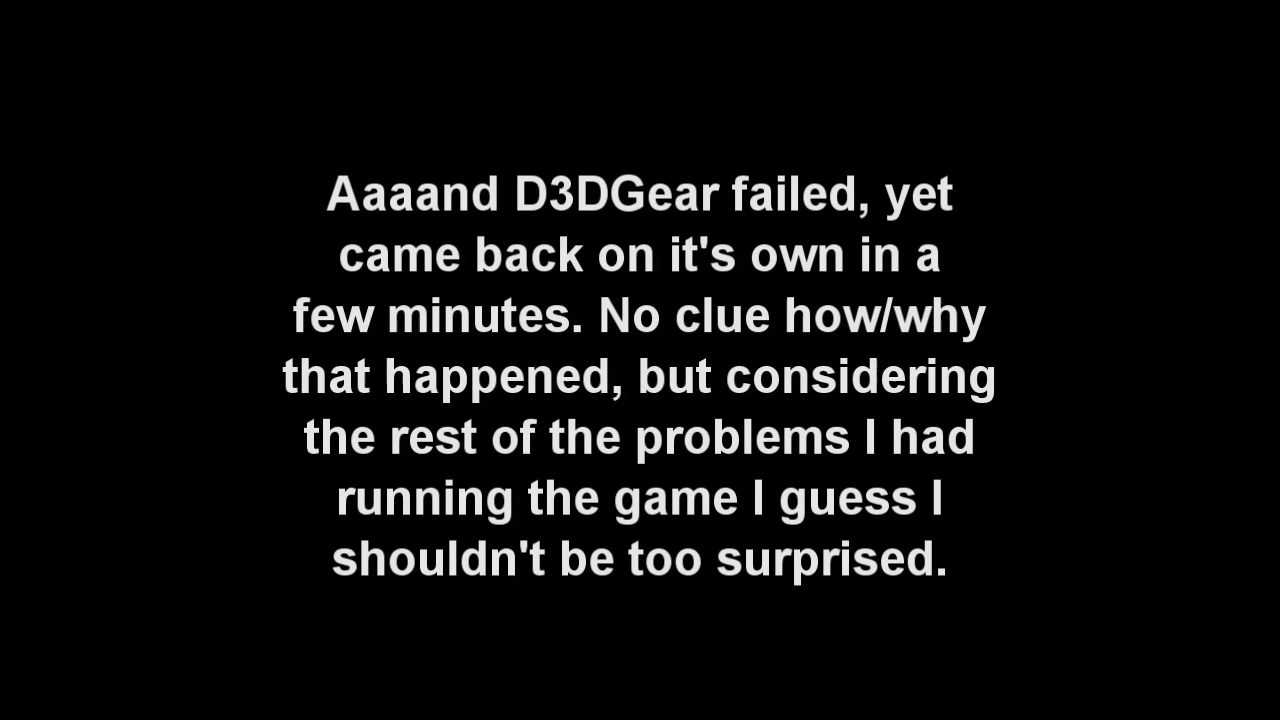 Aaaand D3DGear failed, yet
came back on it's own in a
few minutes. No clue how/why
that happened, but considering
the rest of the problems I had
running the game I guess I
shouldn't be too surprised.